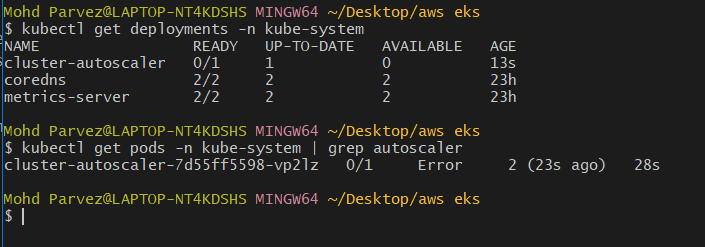 Mohd Parvez@LAPTOP-NT4KDSHS MINGW64 ~/Desktop/aws eks
$ kubectl get deployments -n kube-system
NAME READY UP-TO-DATE AVAILABLE AGE
cluster-autoscaler 0/1 1 0 13s
coredns 2/2 2 2 23h
metrics-server 2/2 2 2 23h
Mohd Parvez@LAPTOP-NT4KDSHS MINGW64 ~/Desktop/aws eks
$ kubectl get pods -n kube-system | grep autoscaler
cluster-autoscaler-7d55ff5598-vp2lz 0/1 Error 2 (23s ago) 28s
Mohd Parvez@LAPTOP-NT4KDSHS MINGW64 ~/Desktop/aws eks
$